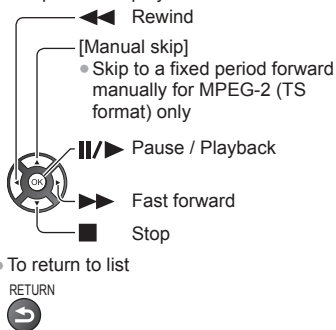 Rewind
[Manual skip]
Skip to a fixed period forward
manually for MPEG-2 (TS
format) only
Pause / Playback
OK
Fast forward
Stop
To return to list
RETURN